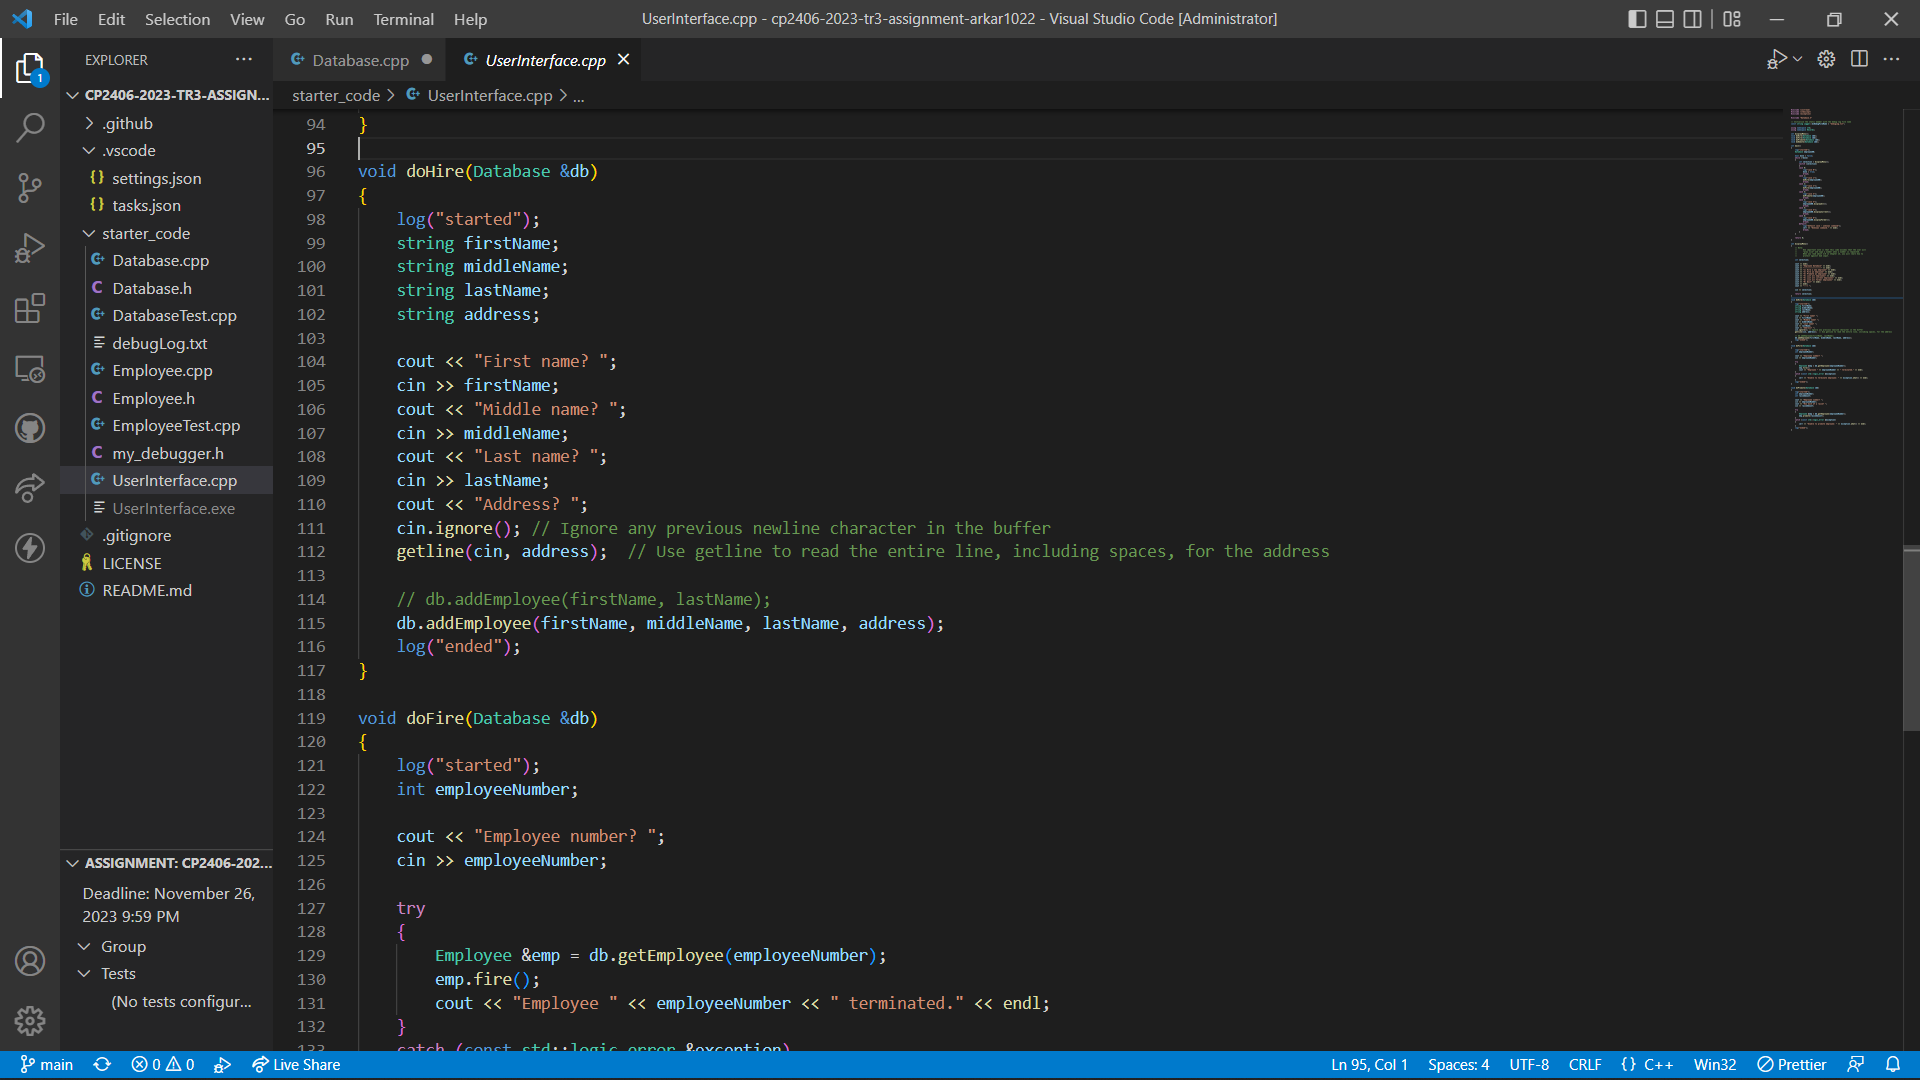 File Edit Selection View Go Run Terminal Help
UserInterface.cpp - cp2406-2023-tr3-assignment-arkar1022 - Visual Studio Code [Administrator]
EXPLORER
Database.cpp
UserInterface.cpp
1
CP2406-2023-TR3-ASSIGN...
starter_code > UserInterface.cpp > ...
.github
.vscode
settings.json
tasks.json
starter_code
Database.cpp
Database.h
DatabaseTest.cpp
debugLog.txt
Employee.cpp
Employee.h
EmployeeTest.cpp
my_debugger.h
UserInterface.cpp
UserInterface.exe
.gitignore
LICENSE
README.md
ASSIGNMENT: CP2406-202...
Deadline: November 26,
2023 9:59 PM
Group
Tests
(No tests configur...
94 }
95
96 void doHire(Database &db)
97 {
98 log("started");
99 string firstName;
100 string middleName;
101 string lastName;
102 string address;
103
104 cout << "First name? ";
105 cin >> firstName;
106 cout << "Middle name? ";
107 cin >> middleName;
108 cout << "Last name? ";
109 cin >> lastName;
110 cout << "Address? ";
111 cin.ignore(); // Ignore any previous newline character in the buffer
112 getline(cin, address); // Use getline to read the entire line, including spaces, for the address
113
114 // db.addEmployee(firstName, lastName);
115 db.addEmployee(firstName, middleName, lastName, address);
116 log("ended");
117 }
118
119 void doFire(Database &db)
120 {
121 log("started");
122 int employeeNumber;
123
124 cout << "Employee number? ";
125 cin >> employeeNumber;
126
127 try
128 {
129 Employee &emp = db.getEmployee(employeeNumber);
130 emp.fire();
131 cout << "Employee " << employeeNumber << " terminated." << endl;
132 }
133 catch (const std::logic_error &exception)
main 0 0 Live Share
Ln 95, Col 1 Spaces: 4 UTF-8 CRLF {} C++ Win32 Prettier